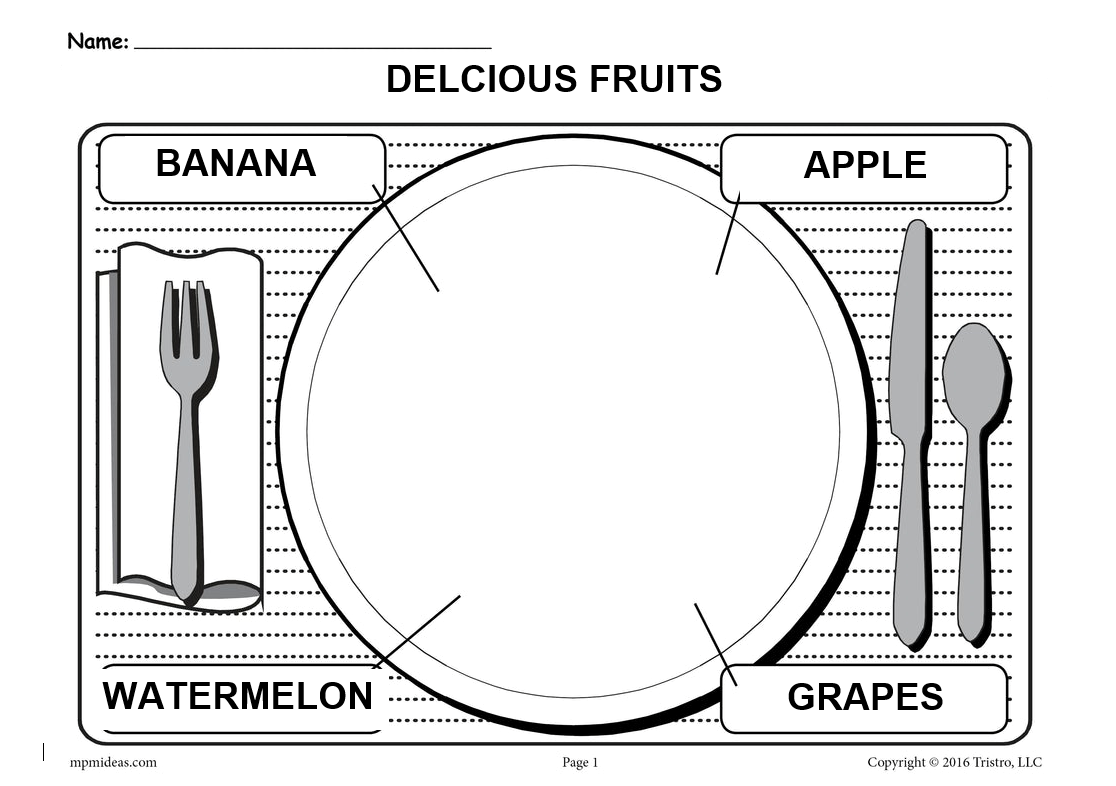 Name:
DELCIOUS FRUITS
BANANA
APPLE
WATERMELON
GRAPES
mpmideas.com
Page 1
Copyright © 2016 Tristro, LLC